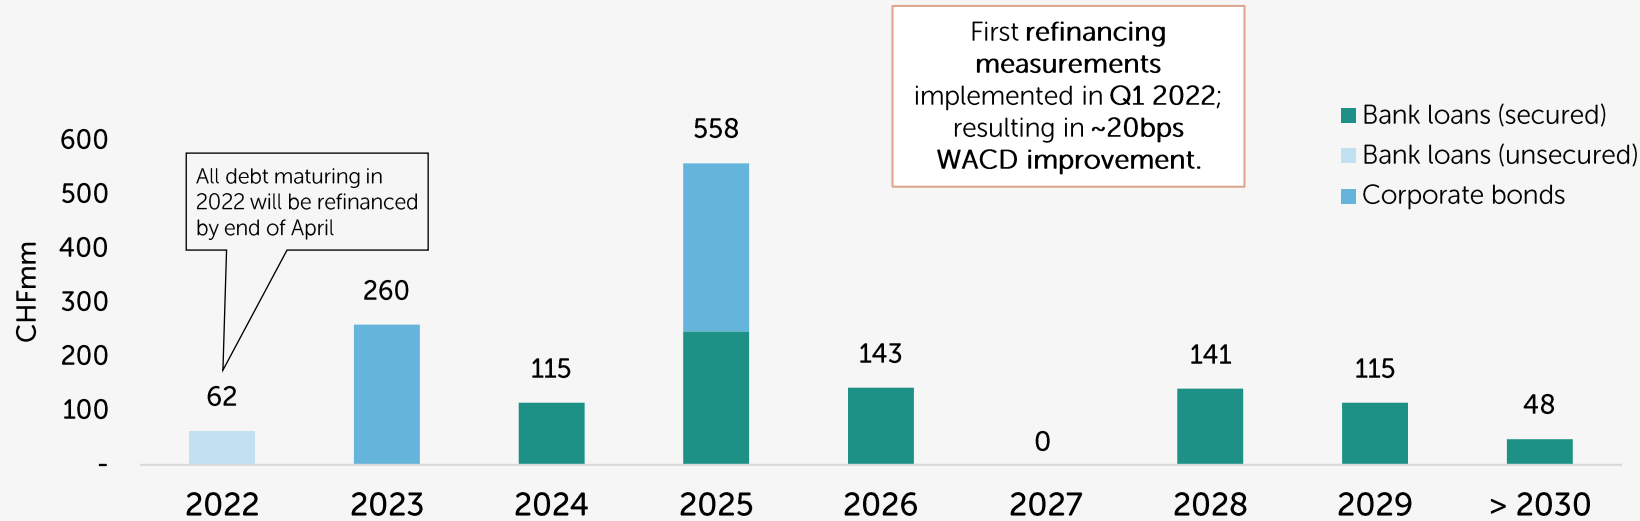 First refinancing
measurements
implemented in Q1 2022;
resulting in ~20bps
WACD improvement.
Bank loans (secured)
Bank loans (unsecured)
Corporate bonds
All debt maturing in
2022 will be refinanced
by end of April
CHFmm
600
500
400
300
200
100
-
62
260
115
558
143
0
141
115
48
2022
2023
2024
2025
2026
2027
2028
2029
> 2030